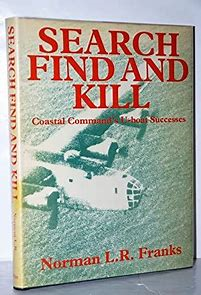 SEARCH
FIND AND
KILL
Coastal Command's U-boat Successes
Norman L.R. Franks
SEARCH FIND AND KILL